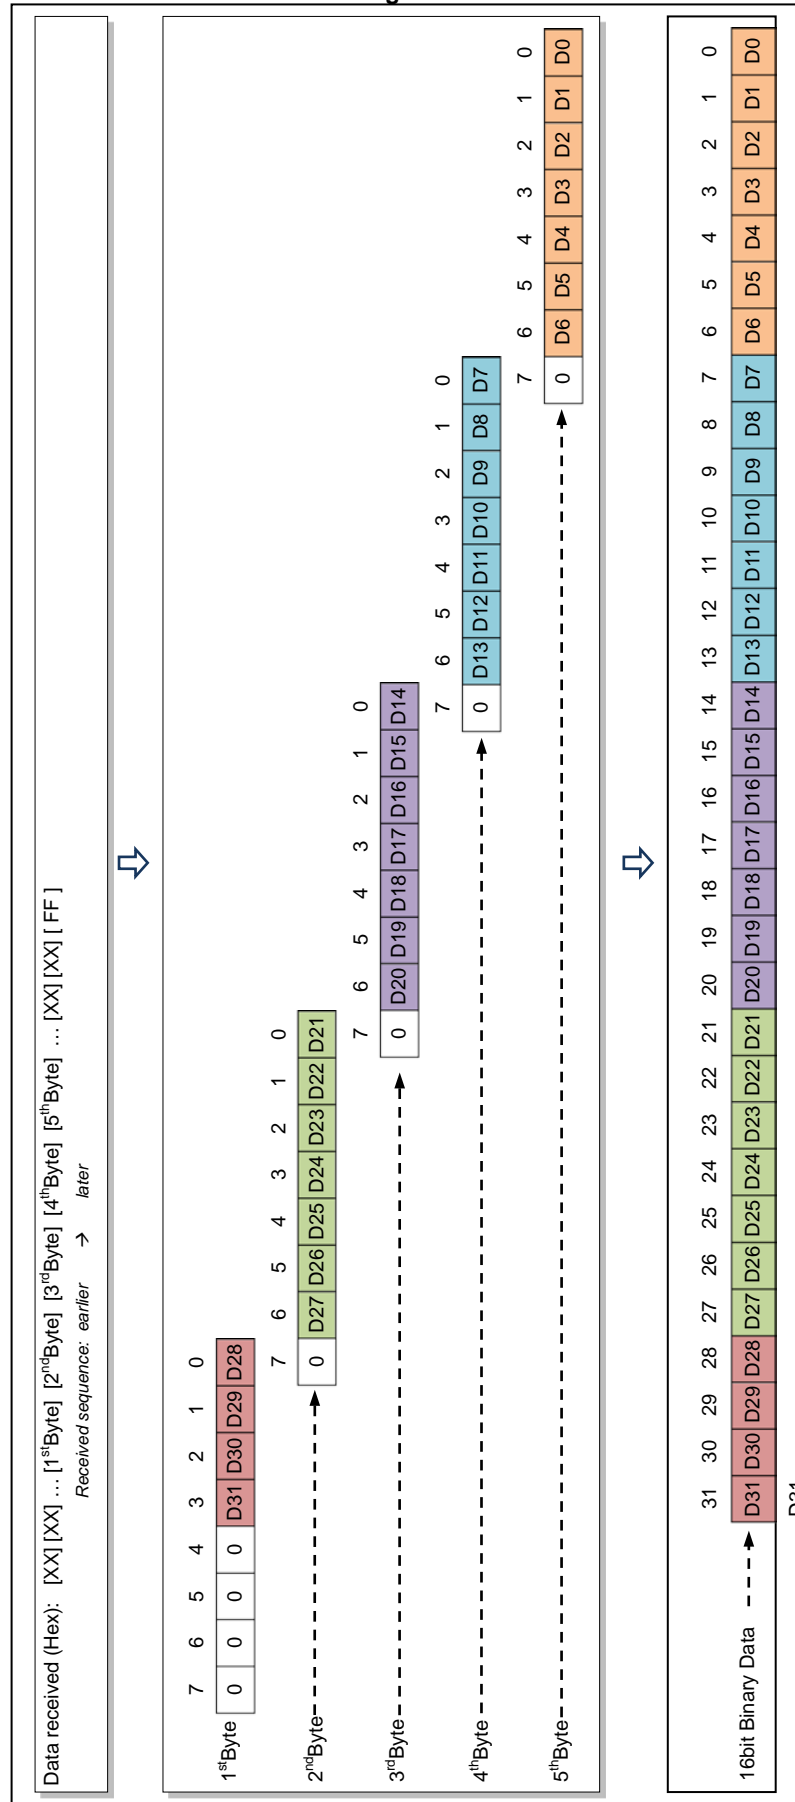 Data received (Hex): [XX] [XX] ... [1stByte] [2ndByte] [3rdByte] [4thByte] [5thByte] ... [XX] [XX] [ FF ]
Received sequence: earlier → later
7 6 5 4 3 2 1 0
1stByte 0 0 0 0 D31 D30 D29 D28
7 6 5 4 3 2 1 0
2ndByte 0 D27 D26 D25 D24 D23 D22 D21
7 6 5 4 3 2 1 0
3rdByte 0 D20 D19 D18 D17 D16 D15 D14
7 6 5 4 3 2 1 0
4thByte 0 D13 D12 D11 D10 D9 D8 D7
7 6 5 4 3 2 1 0
5thByte 0 D6 D5 D4 D3 D2 D1 D0
31 30 29 28 27 26 25 24 23 22 21 20 19 18 17 16 15 14 13 12 11 10 9 8 7 6 5 4 3 2 1 0
16bit Binary Data D31 D30 D29 D28 D27 D26 D25 D24 D23 D22 D21 D20 D19 D18 D17 D16 D15 D14 D13 D12 D11 D10 D9 D8 D7 D6 D5 D4 D3 D2 D1 D0